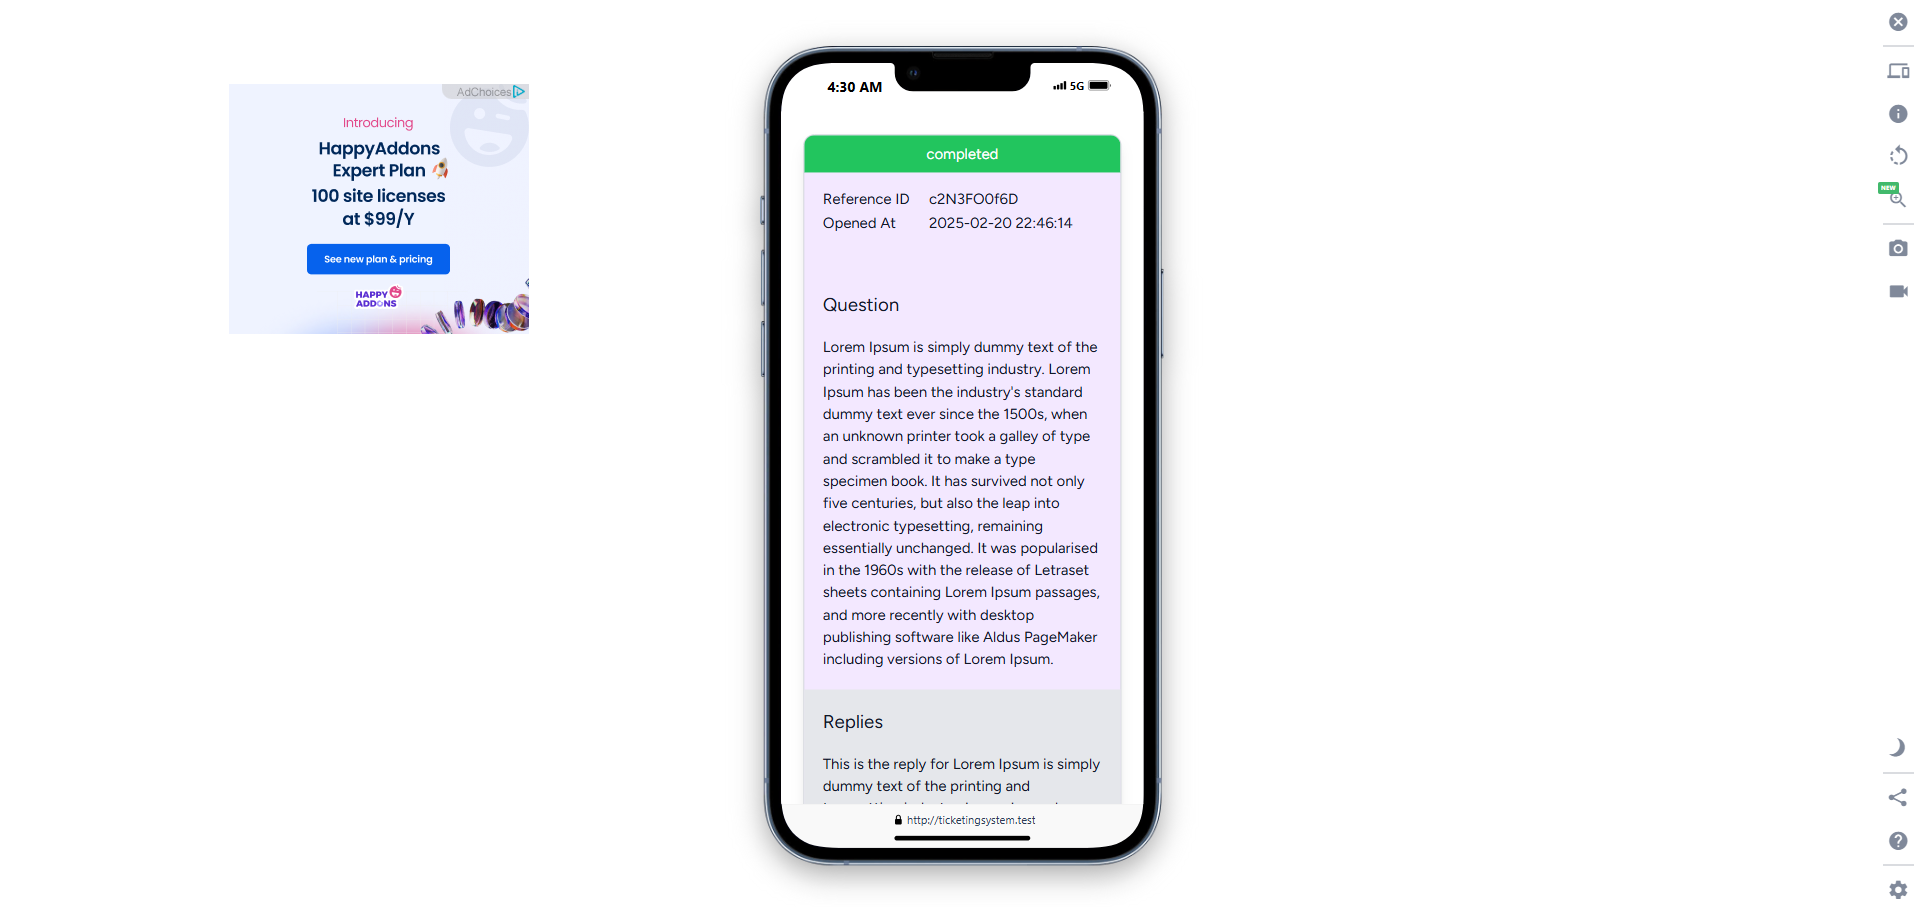 AdChoices
Introducing
HappyAddons
Expert Plan
100 site licenses
at $99/Y
See new plan & pricing
HAPPY
ADDONS
4:30 AM
5G
completed
Reference ID c2N3FO0f6D
Opened At 2025-02-20 22:46:14
Question
Lorem Ipsum is simply dummy text of the
printing and typesetting industry. Lorem
Ipsum has been the industry's standard
dummy text ever since the 1500s, when
an unknown printer took a galley of type
and scrambled it to make a type
specimen book. It has survived not only
five centuries, but also the leap into
electronic typesetting, remaining
essentially unchanged. It was popularised
in the 1960s with the release of Letraset
sheets containing Lorem Ipsum passages,
and more recently with desktop
publishing software like Aldus PageMaker
including versions of Lorem Ipsum.
Replies
This is the reply for Lorem Ipsum is simply
dummy text of the printing and
http://ticketingsystem.test
NEW